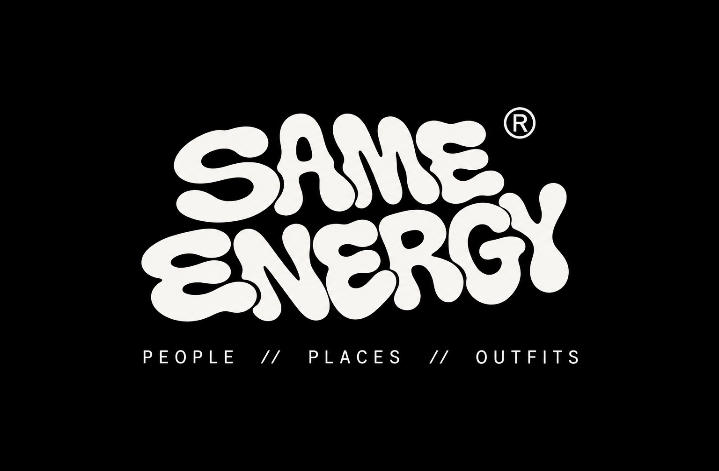 SAME ®
ENERGY
PEOPLE // PLACES // OUTFITS